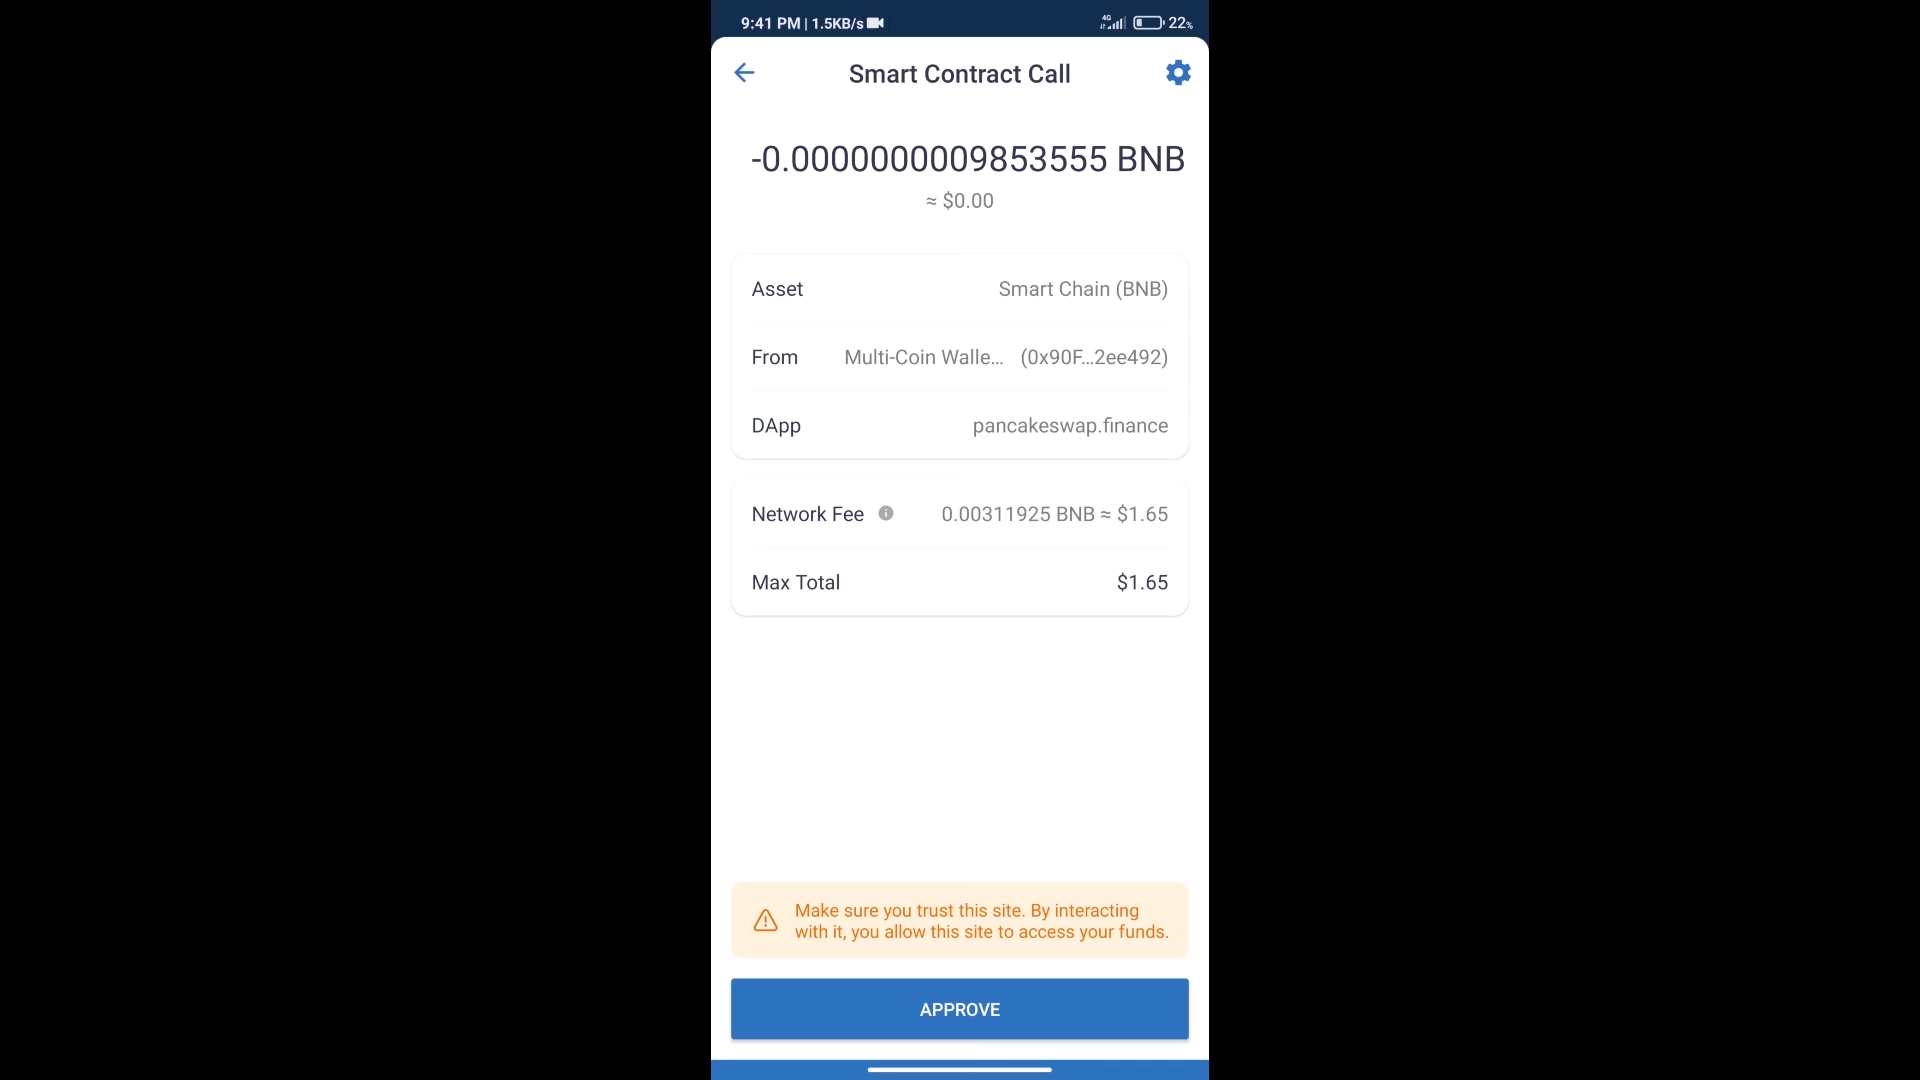 9:41 PM | 1.5KB/s 4G 22%
Smart Contract Call
-0.0000000009853555 BNB
≈ $0.00
Asset Smart Chain (BNB)
From Multi-Coin Walle... (0x90F...2ee492)
DApp pancakeswap.finance
Network Fee 0.00311925 BNB ≈ $1.65
Max Total $1.65
Make sure you trust this site. By interacting
with it, you allow this site to access your funds.
APPROVE